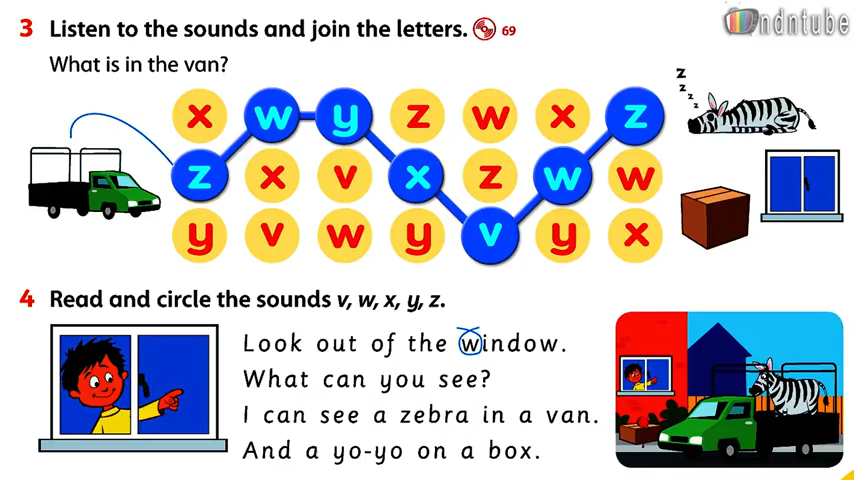 ndntube
3 Listen to the sounds and join the letters. 69
What is in the van?
x w y z w x z
z x v x z w w
y v w y v y x
z z z z
4 Read and circle the sounds v, w, x, y, z.
Look out of the window.
What can you see?
I can see a zebra in a van.
And a yo-yo on a box.